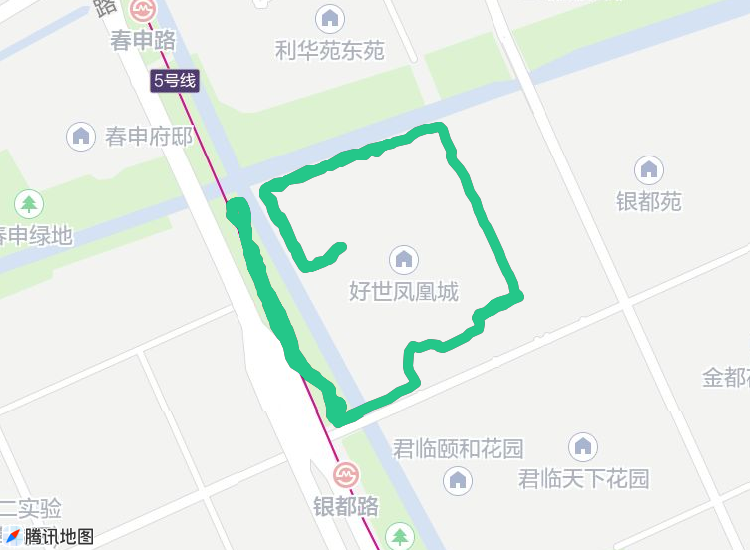 路
春申路
利华苑东苑
5号线
春申府邸
银都苑
春申绿地
好世凤凰城
金都花
君临颐和花园
君临天下花园
银都路
二实验
腾讯地图